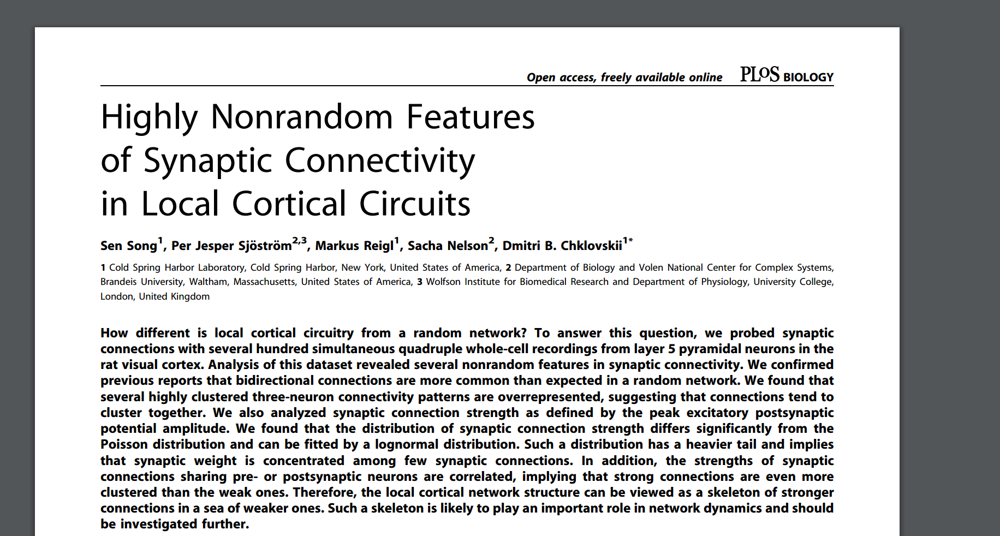 Open access, freely available online PLoS BIOLOGY
Highly Nonrandom Features
of Synaptic Connectivity
in Local Cortical Circuits
Sen Song1, Per Jesper Sjöström2,3, Markus Reigl1, Sacha Nelson2, Dmitri B. Chklovskii1*
1 Cold Spring Harbor Laboratory, Cold Spring Harbor, New York, United States of America, 2 Department of Biology and Volen National Center for Complex Systems,
Brandeis University, Waltham, Massachusetts, United States of America, 3 Wolfson Institute for Biomedical Research and Department of Physiology, University College,
London, United Kingdom
How different is local cortical circuitry from a random network? To answer this question, we probed synaptic
connections with several hundred simultaneous quadruple whole-cell recordings from layer 5 pyramidal neurons in the
rat visual cortex. Analysis of this dataset revealed several nonrandom features in synaptic connectivity. We confirmed
previous reports that bidirectional connections are more common than expected in a random network. We found that
several highly clustered three-neuron connectivity patterns are overrepresented, suggesting that connections tend to
cluster together. We also analyzed synaptic connection strength as defined by the peak excitatory postsynaptic
potential amplitude. We found that the distribution of synaptic connection strength differs significantly from the
Poisson distribution and can be fitted by a lognormal distribution. Such a distribution has a heavier tail and implies
that synaptic weight is concentrated among few synaptic connections. In addition, the strengths of synaptic
connections sharing pre- or postsynaptic neurons are correlated, implying that strong connections are even more
clustered than the weak ones. Therefore, the local cortical network structure can be viewed as a skeleton of stronger
connections in a sea of weaker ones. Such a skeleton is likely to play an important role in network dynamics and should
be investigated further.